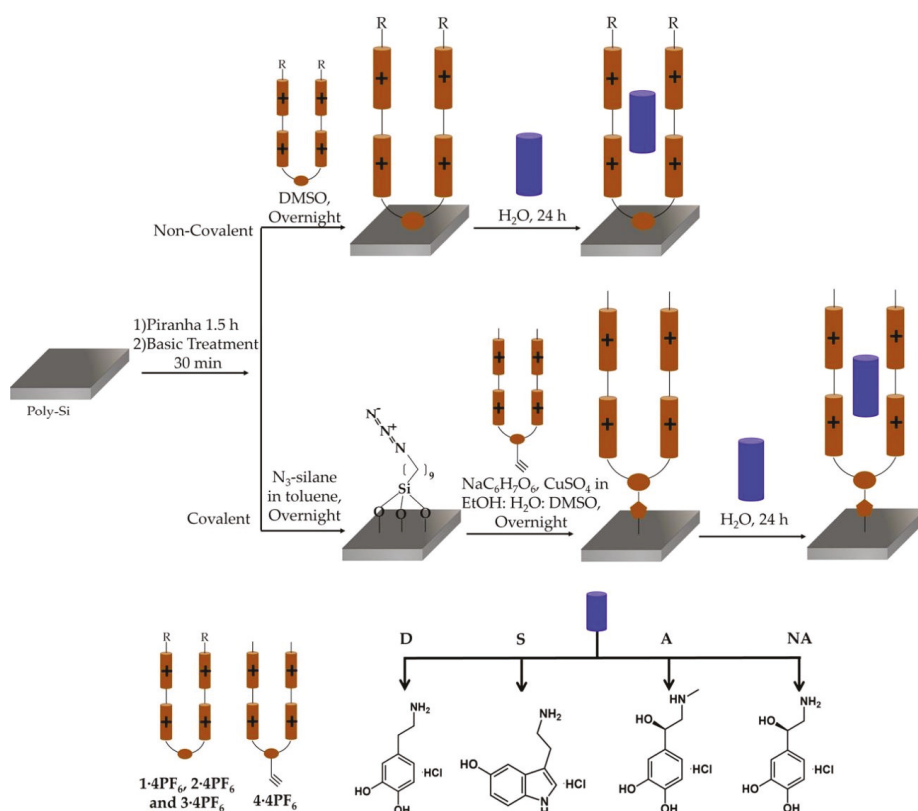 R R
R R
R R
+ +
+ +
+ +
+ +
+ +
+ +
DMSO,
Overnight
H₂O, 24 h
Non-Covalent
1)Piranha 1.5 h
2)Basic Treatment
30 min
Poly-Si
+ +
+ +
+ +
+ +
+ +
+ +
N⁻
N⁺
N
( )₉
Si
O O O
N₃-silane
in toluene,
Overnight
Covalent
NaC₆H₇O₆, CuSO₄ in
EtOH: H₂O: DMSO,
Overnight
H₂O, 24 h
D S A NA
R R
+ +
+ +
+ +
+ +
1·4PF₆, 2·4PF₆
and 3·4PF₆
4·4PF₆
NH₂
HO
OH
·HCl
NH₂
HO
N
H
·HCl
HN
HO
HO
OH
·HCl
NH₂
HO
HO
OH
·HCl